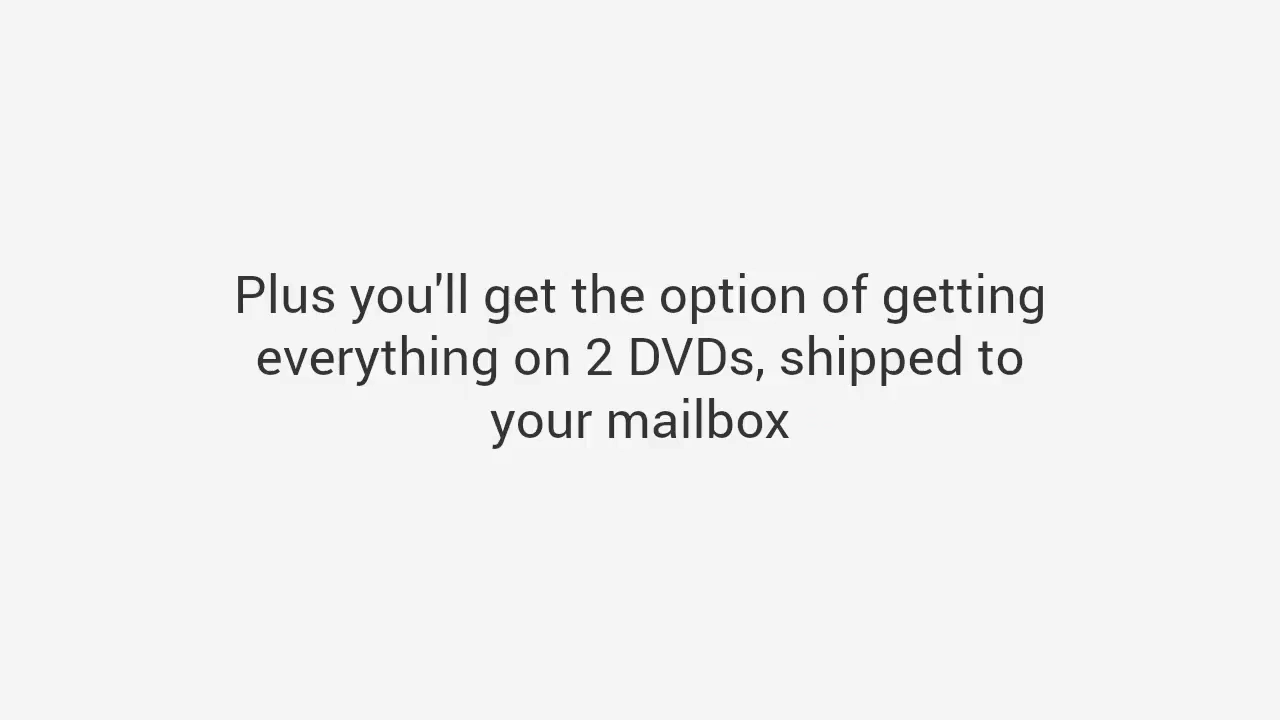 Plus you'll get the option of getting
everything on 2 DVDs, shipped to
your mailbox